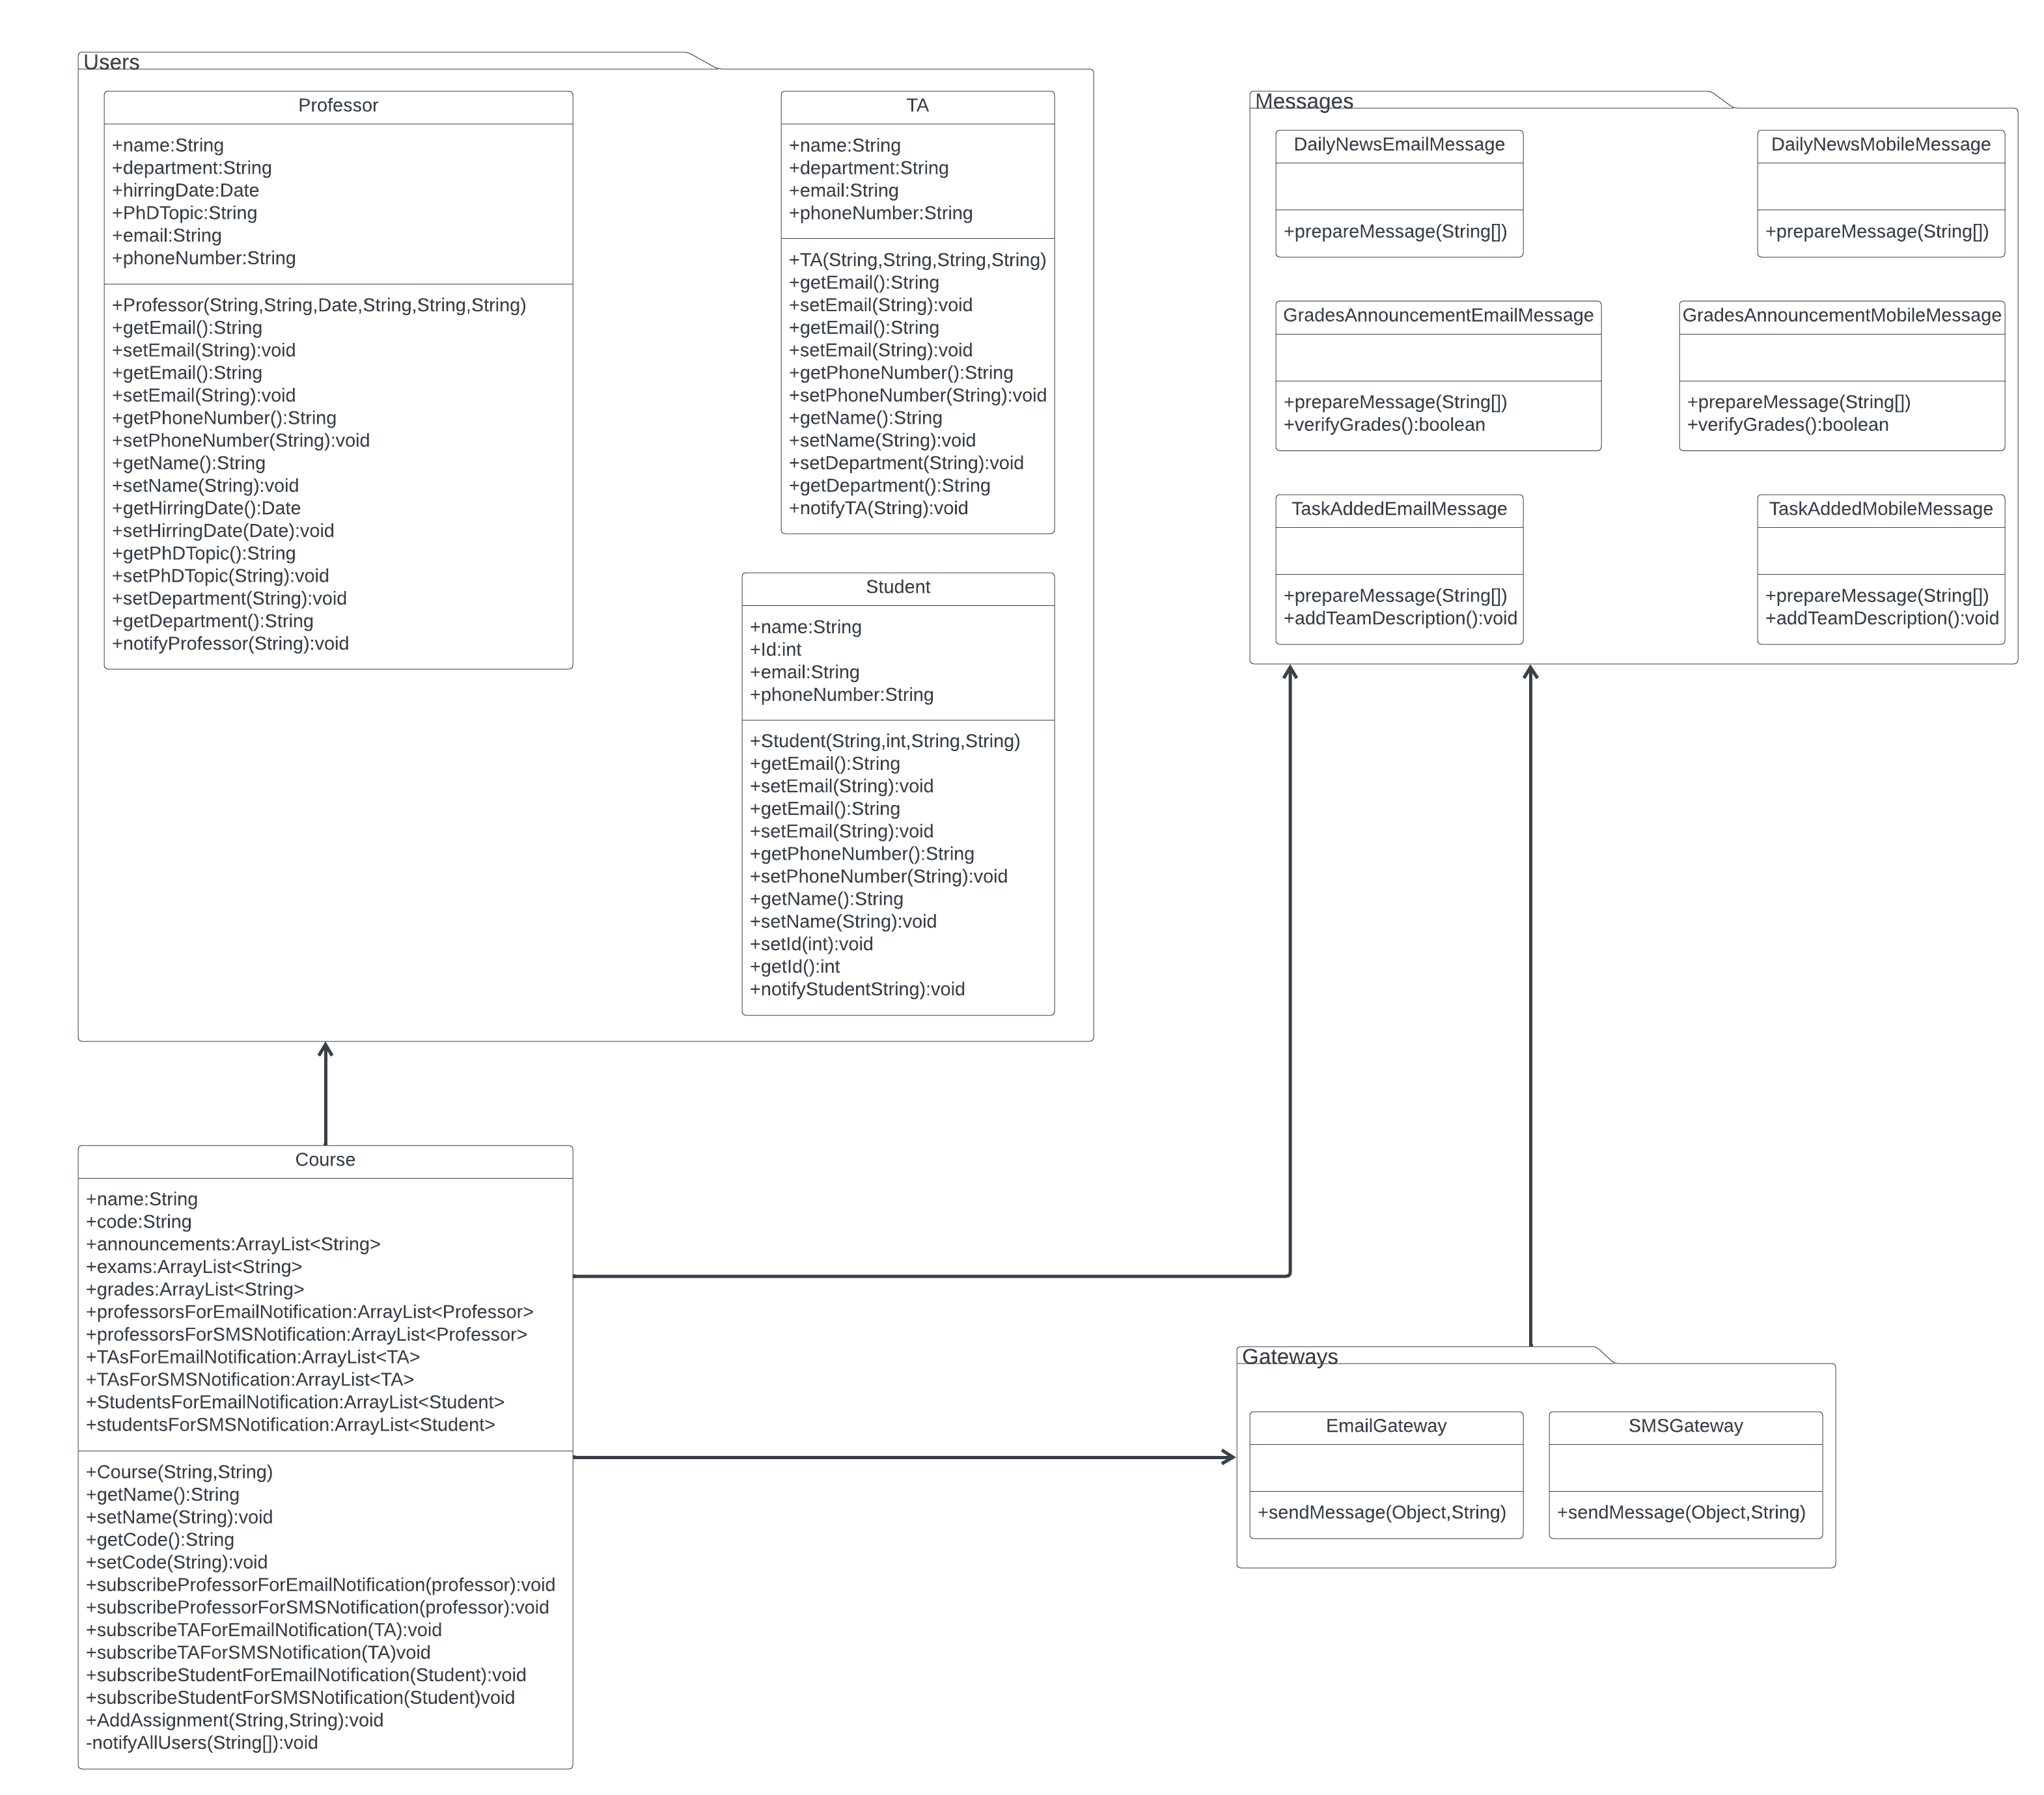 Users
Professor
+name:String
+department:String
+hirringDate:Date
+PhDTopic:String
+email:String
+phoneNumber:String
+Professor(String,String,Date,String,String,String)
+getEmail():String
+setEmail(String):void
+getEmail():String
+setEmail(String):void
+getPhoneNumber():String
+setPhoneNumber(String):void
+getName():String
+setName(String):void
+getHirringDate():Date
+setHirringDate(Date):void
+getPhDTopic():String
+setPhDTopic(String):void
+setDepartment(String):void
+getDepartment():String
+notifyProfessor(String):void
TA
+name:String
+department:String
+email:String
+phoneNumber:String
+TA(String,String,String,String)
+getEmail():String
+setEmail(String):void
+getEmail():String
+setEmail(String):void
+getPhoneNumber():String
+setPhoneNumber(String):void
+getName():String
+setName(String):void
+setDepartment(String):void
+getDepartment():String
+notifyTA(String):void
Student
+name:String
+Id:int
+email:String
+phoneNumber:String
+Student(String,int,String,String)
+getEmail():String
+setEmail(String):void
+getEmail():String
+setEmail(String):void
+getPhoneNumber():String
+setPhoneNumber(String):void
+getName():String
+setName(String):void
+setId(int):void
+getId():int
+notifyStudentString):void
Messages
DailyNewsEmailMessage
+prepareMessage(String[])
DailyNewsMobileMessage
+prepareMessage(String[])
GradesAnnouncementEmailMessage
+prepareMessage(String[])
+verifyGrades():boolean
GradesAnnouncementMobileMessage
+prepareMessage(String[])
+verifyGrades():boolean
TaskAddedEmailMessage
+prepareMessage(String[])
+addTeamDescription():void
TaskAddedMobileMessage
+prepareMessage(String[])
+addTeamDescription():void
Course
+name:String
+code:String
+announcements:ArrayList<String>
+exams:ArrayList<String>
+grades:ArrayList<String>
+professorsForEmailNotification:ArrayList<Professor>
+professorsForSMSNotification:ArrayList<Professor>
+TAsForEmailNotification:ArrayList<TA>
+TAsForSMSNotification:ArrayList<TA>
+StudentsForEmailNotification:ArrayList<Student>
+studentsForSMSNotification:ArrayList<Student>
+Course(String,String)
+getName():String
+setName(String):void
+getCode():String
+setCode(String):void
+subscribeProfessorForEmailNotification(professor):void
+subscribeProfessorForSMSNotification(professor):void
+subscribeTAForEmailNotification(TA):void
+subscribeTAForSMSNotification(TA)void
+subscribeStudentForEmailNotification(Student):void
+subscribeStudentForSMSNotification(Student)void
+AddAssignment(String,String):void
-notifyAllUsers(String[]):void
Gateways
EmailGateway
+sendMessage(Object,String)
SMSGateway
+sendMessage(Object,String)